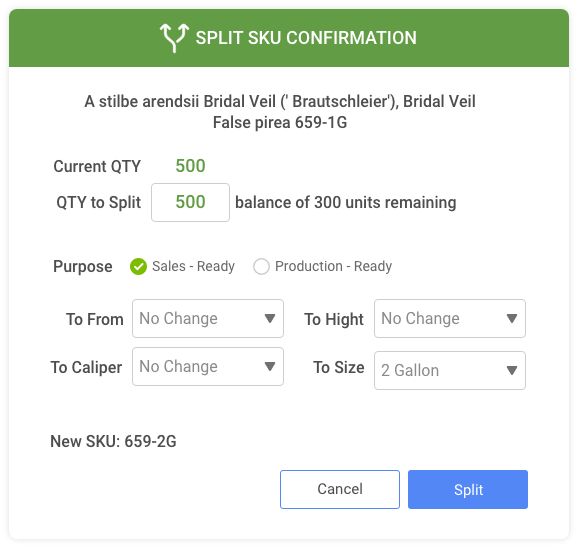 SPLIT SKU CONFIRMATION
A stilbe arendsii Bridal Veil (' Brautschleier'), Bridal Veil
False pirea 659-1G
Current QTY 500
QTY to Split 500 balance of 300 units remaining
Purpose Sales - Ready Production - Ready
To From No Change To Hight No Change
To Caliper No Change To Size 2 Gallon
New SKU: 659-2G
Cancel Split